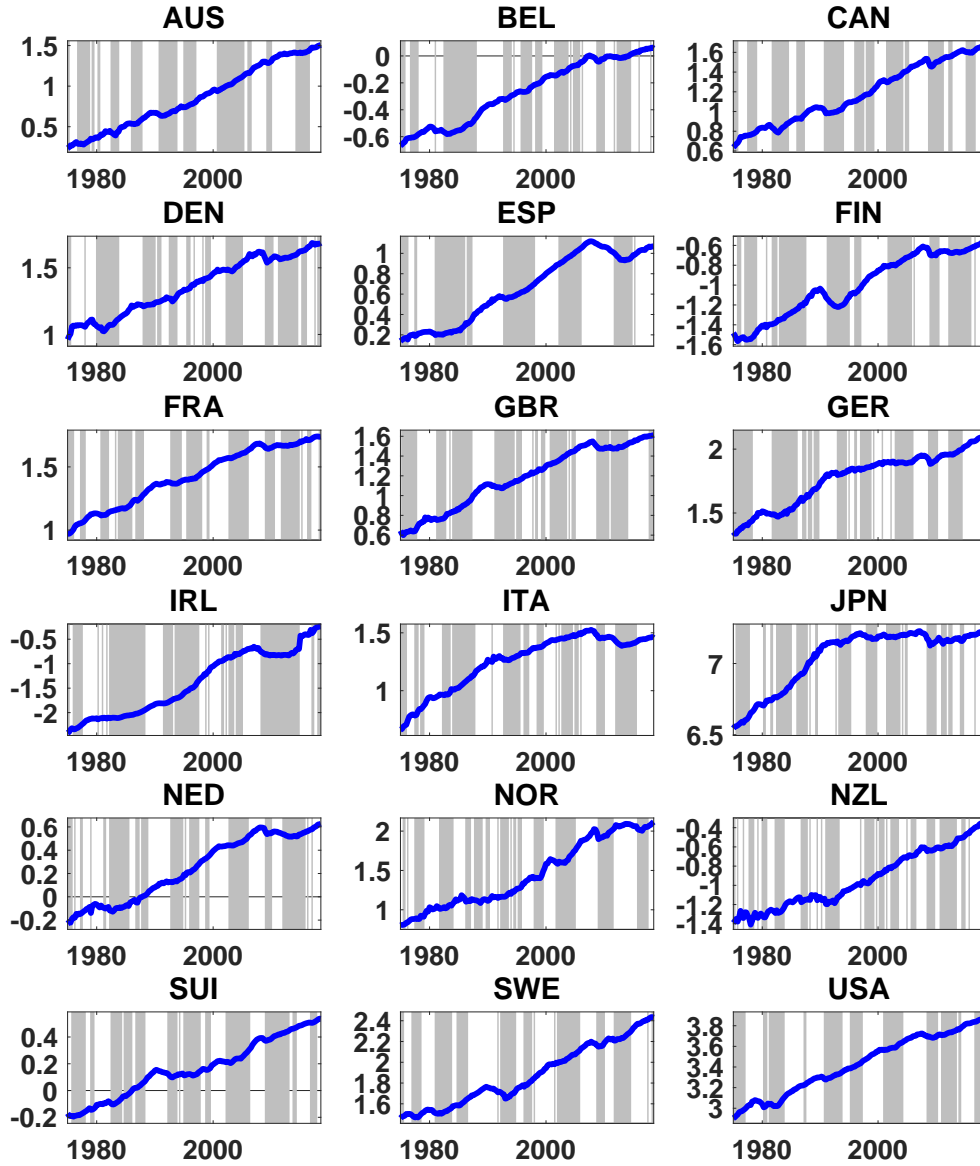 AUS BEL CAN
1.5 0 1.6
1 -0.2 1.4
0.5 -0.4 1.2
-0.6 1
0.8
0.6
1980 2000 1980 2000 1980 2000
DEN ESP FIN
1.5 1 -0.6
1 0.8 -0.8
0.6 -1
0.4 -1.2
0.2 -1.4
-1.6
1980 2000 1980 2000 1980 2000
FRA GBR GER
1.5 1.6 2
1 1.4 1.5
1.2
1
0.8
0.6
1980 2000 1980 2000 1980 2000
IRL ITA JPN
-0.5 1.5 7
-1 1 6.5
-1.5
-2
1980 2000 1980 2000 1980 2000
NED NOR NZL
0.6 2 -0.4
0.4 1.5 -0.6
0.2 1 -0.8
0 -1
-0.2 -1.2
-1.4
1980 2000 1980 2000 1980 2000
SUI SWE USA
0.4 2.4 3.8
0.2 2.2 3.6
0 2 3.4
-0.2 1.8 3.2
1.6 3
1980 2000 1980 2000 1980 2000